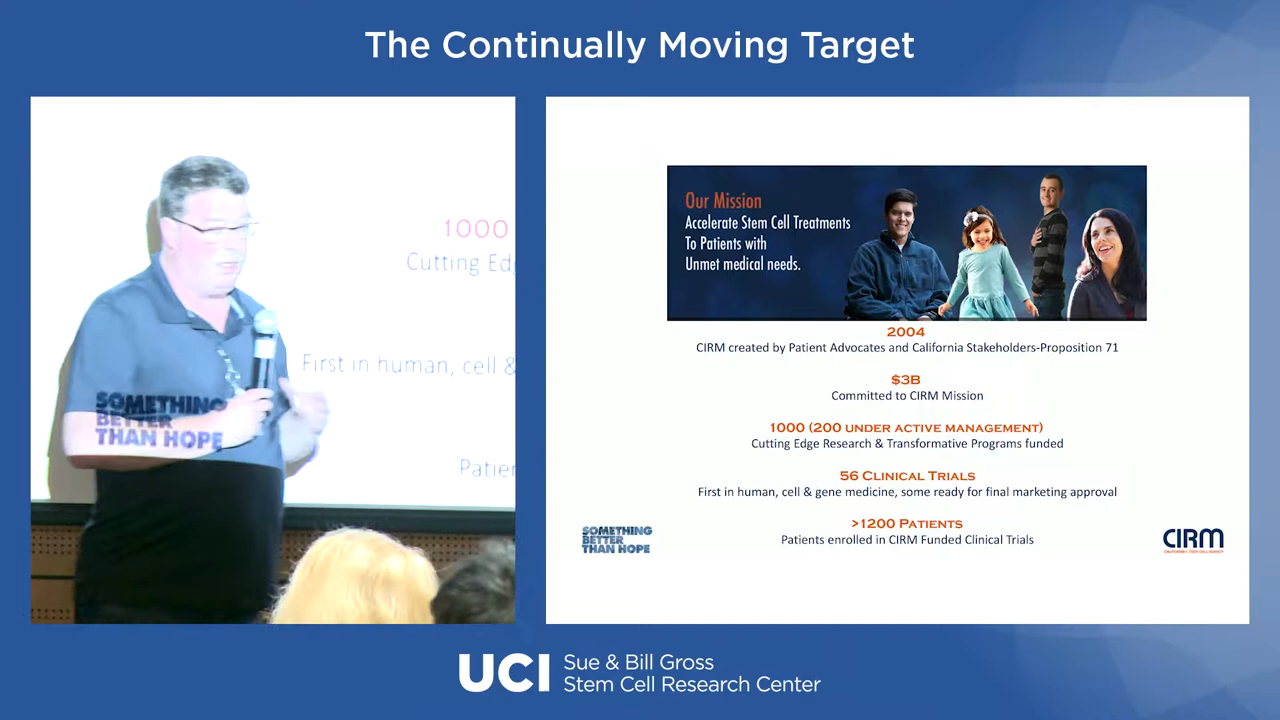 The Continually Moving Target
1000
Cutting Ed
First in human, cell &
Patien
SOMETHING
BETTER
THAN HOPE
Our Mission
Accelerate Stem Cell Treatments
To Patients with
Unmet medical needs.
2004
CIRM created by Patient Advocates and California Stakeholders-Proposition 71
$3B
Committed to CIRM Mission
1000 (200 UNDER ACTIVE MANAGEMENT)
Cutting Edge Research & Transformative Programs funded
56 CLINICAL TRIALS
First in human, cell & gene medicine, some ready for final marketing approval
>1200 PATIENTS
Patients enrolled in CIRM Funded Clinical Trials
SOMETHING
BETTER
THAN HOPE
CIRM
CALIFORNIA'S STEM CELL AGENCY
UCI
Sue & Bill Gross
Stem Cell Research Center